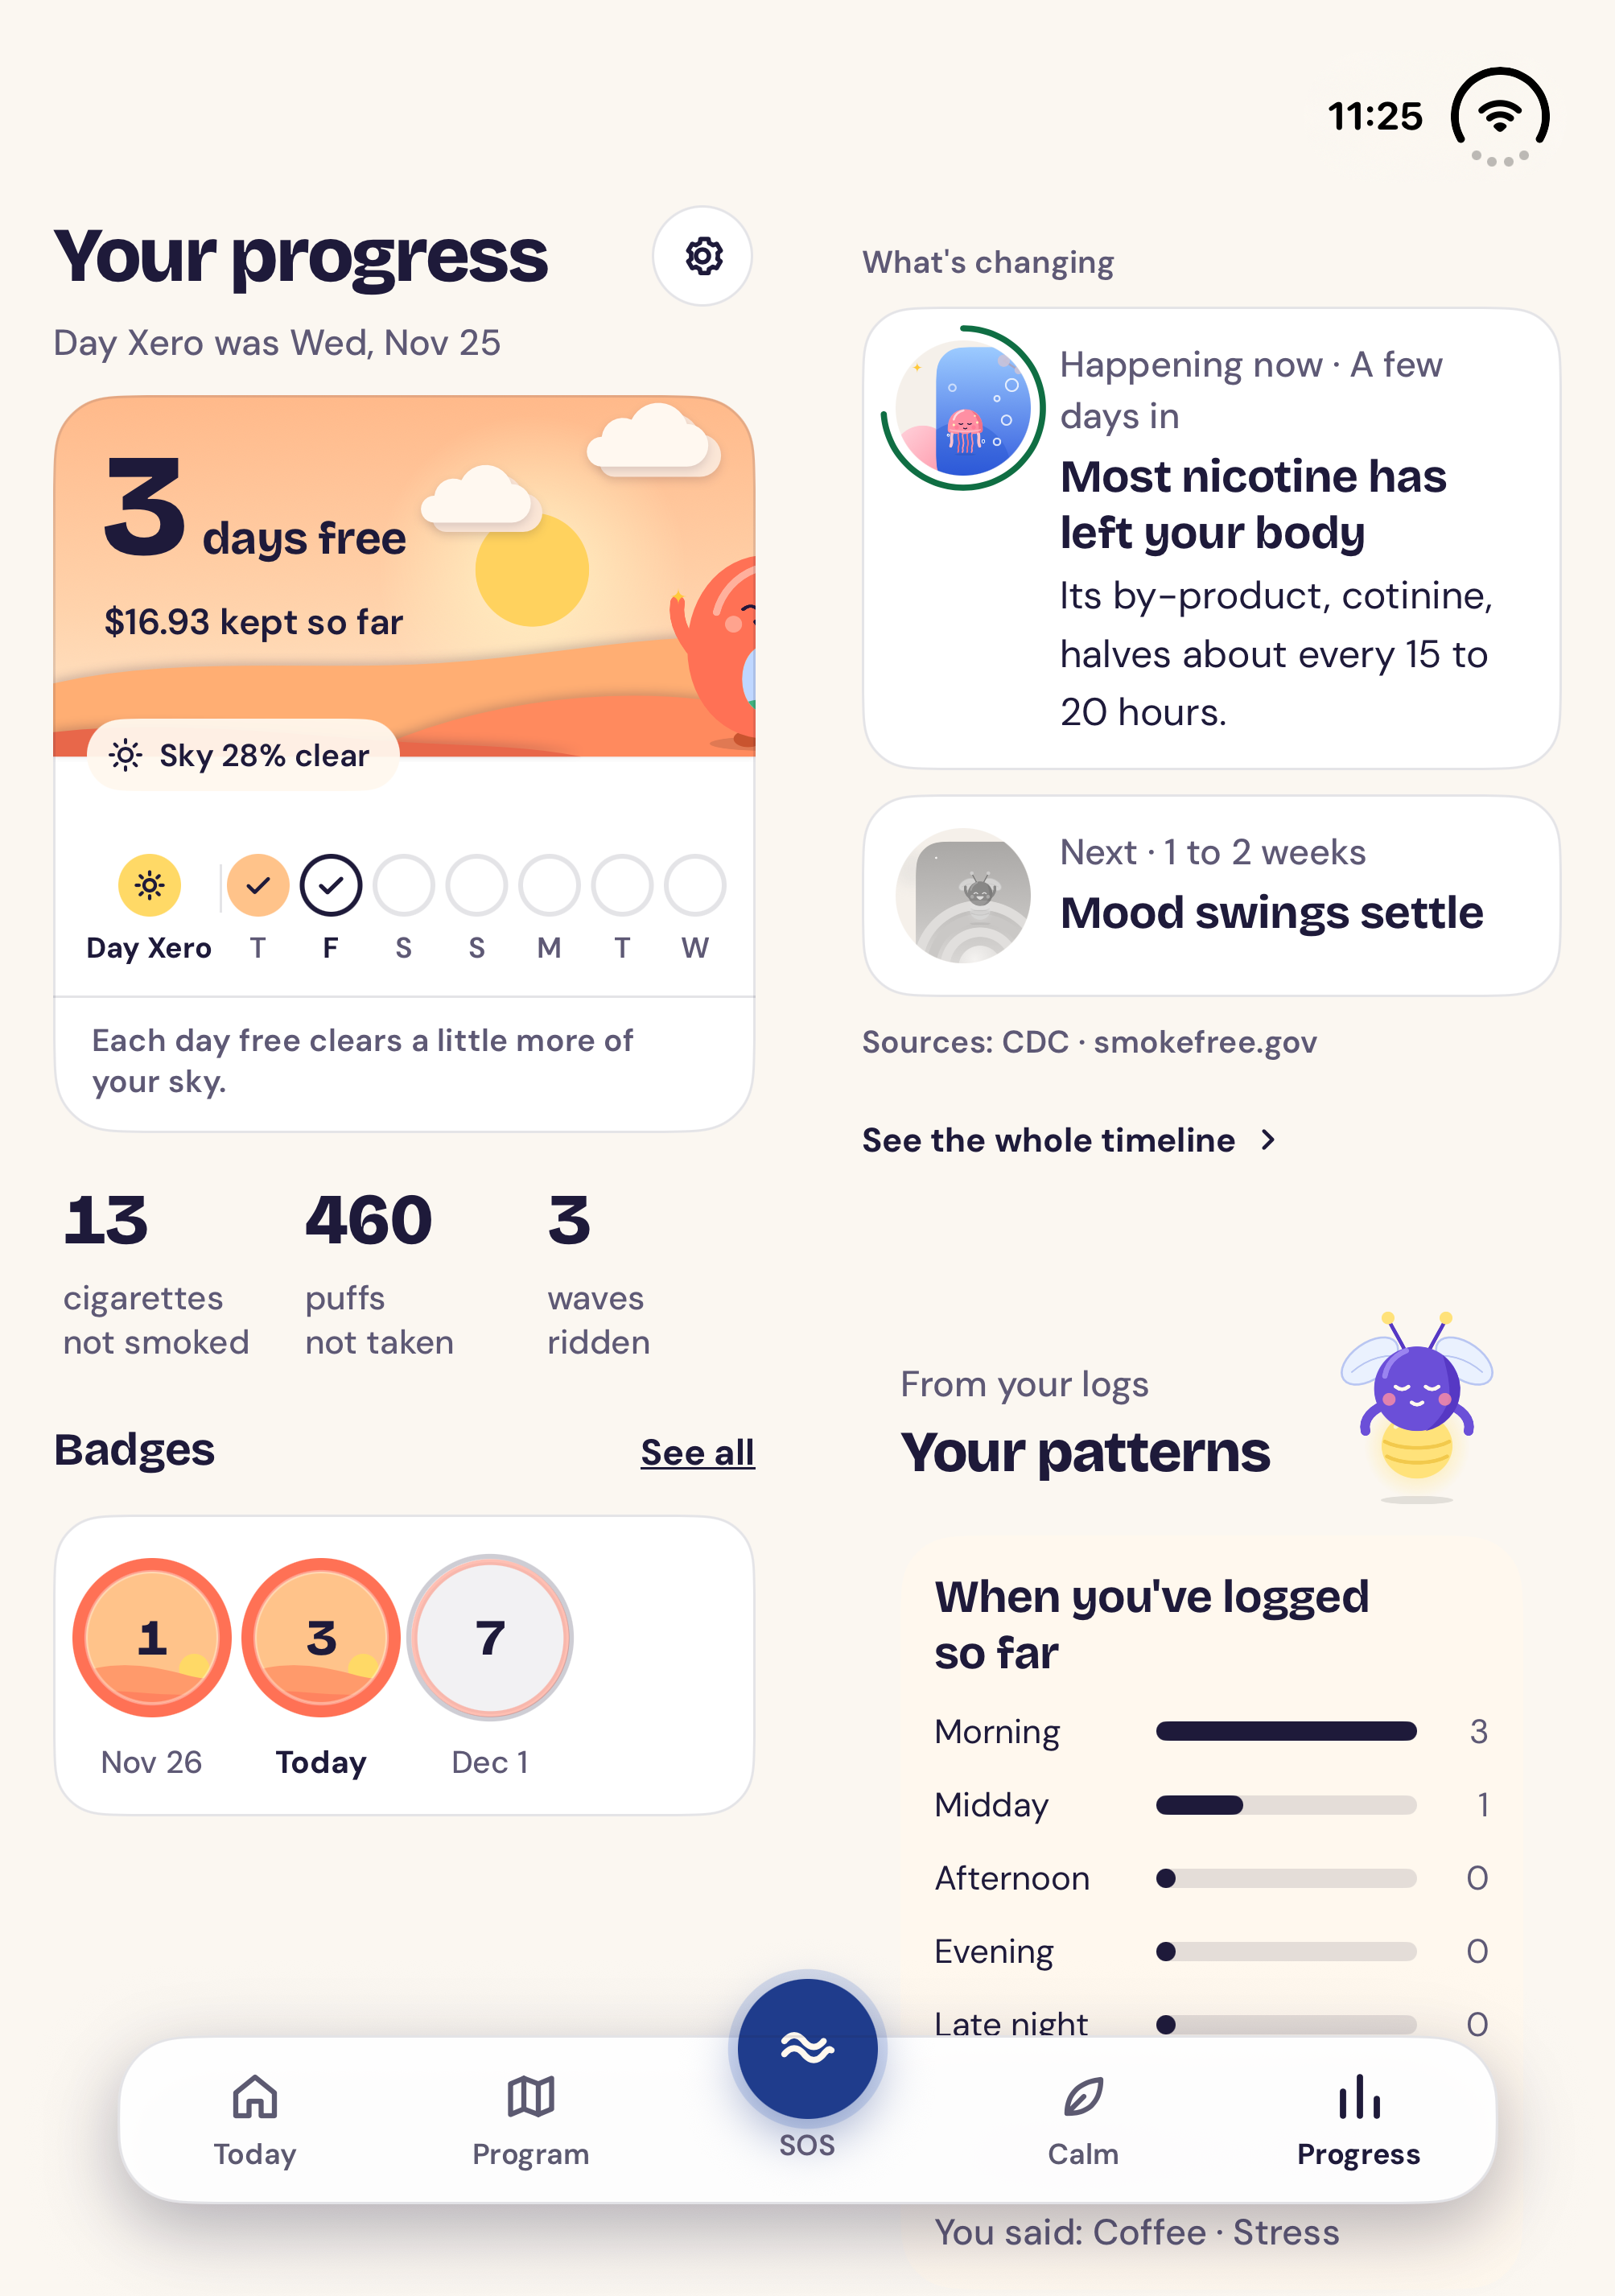 11:25
Your progress
Day Xero was Wed, Nov 25
3 days free
$16.93 kept so far
Sky 28% clear
Day Xero T F S S M T W
Each day free clears a little more of
your sky.
13 460 3
cigarettes puffs waves
not smoked not taken ridden
Badges See all
1 3 7
Nov 26 Today Dec 1
What's changing
Happening now · A few
days in
Most nicotine has
left your body
Its by-product, cotinine,
halves about every 15 to
20 hours.
Next · 1 to 2 weeks
Mood swings settle
Sources: CDC · smokefree.gov
See the whole timeline
From your logs
Your patterns
When you've logged
so far
Morning 3
Midday 1
Afternoon 0
Evening 0
Late night 0
You said: Coffee · Stress
Today Program SOS Calm Progress